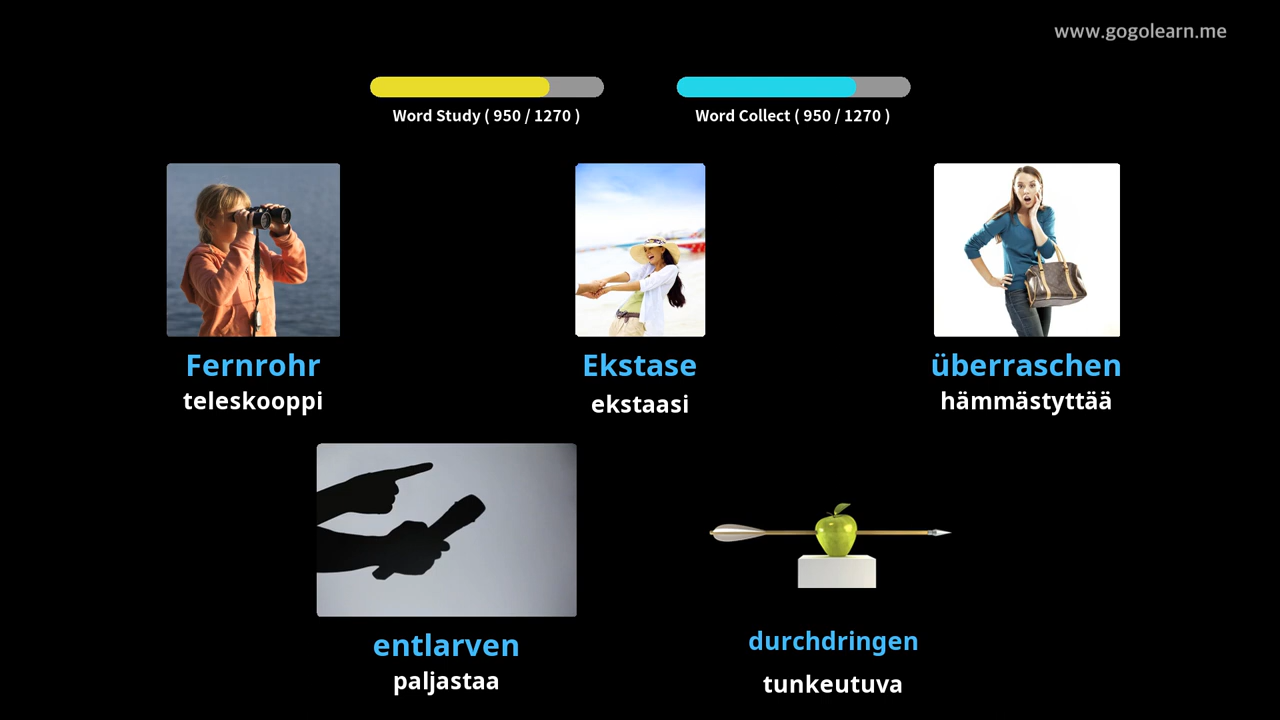 www.gogolearn.me
Word Study ( 950 / 1270 )
Word Collect ( 950 / 1270 )
Fernrohr
teleskooppi
Ekstase
ekstaasi
überraschen
hämmästyttää
entlarven
paljastaa
durchdringen
tunkeutuva